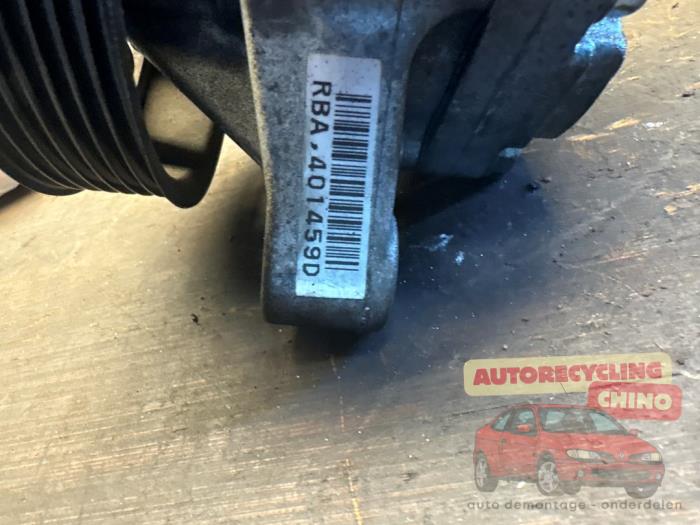 RBA.401459D
AUTORECYCLING
CHINO
auto demontage - onderdelen